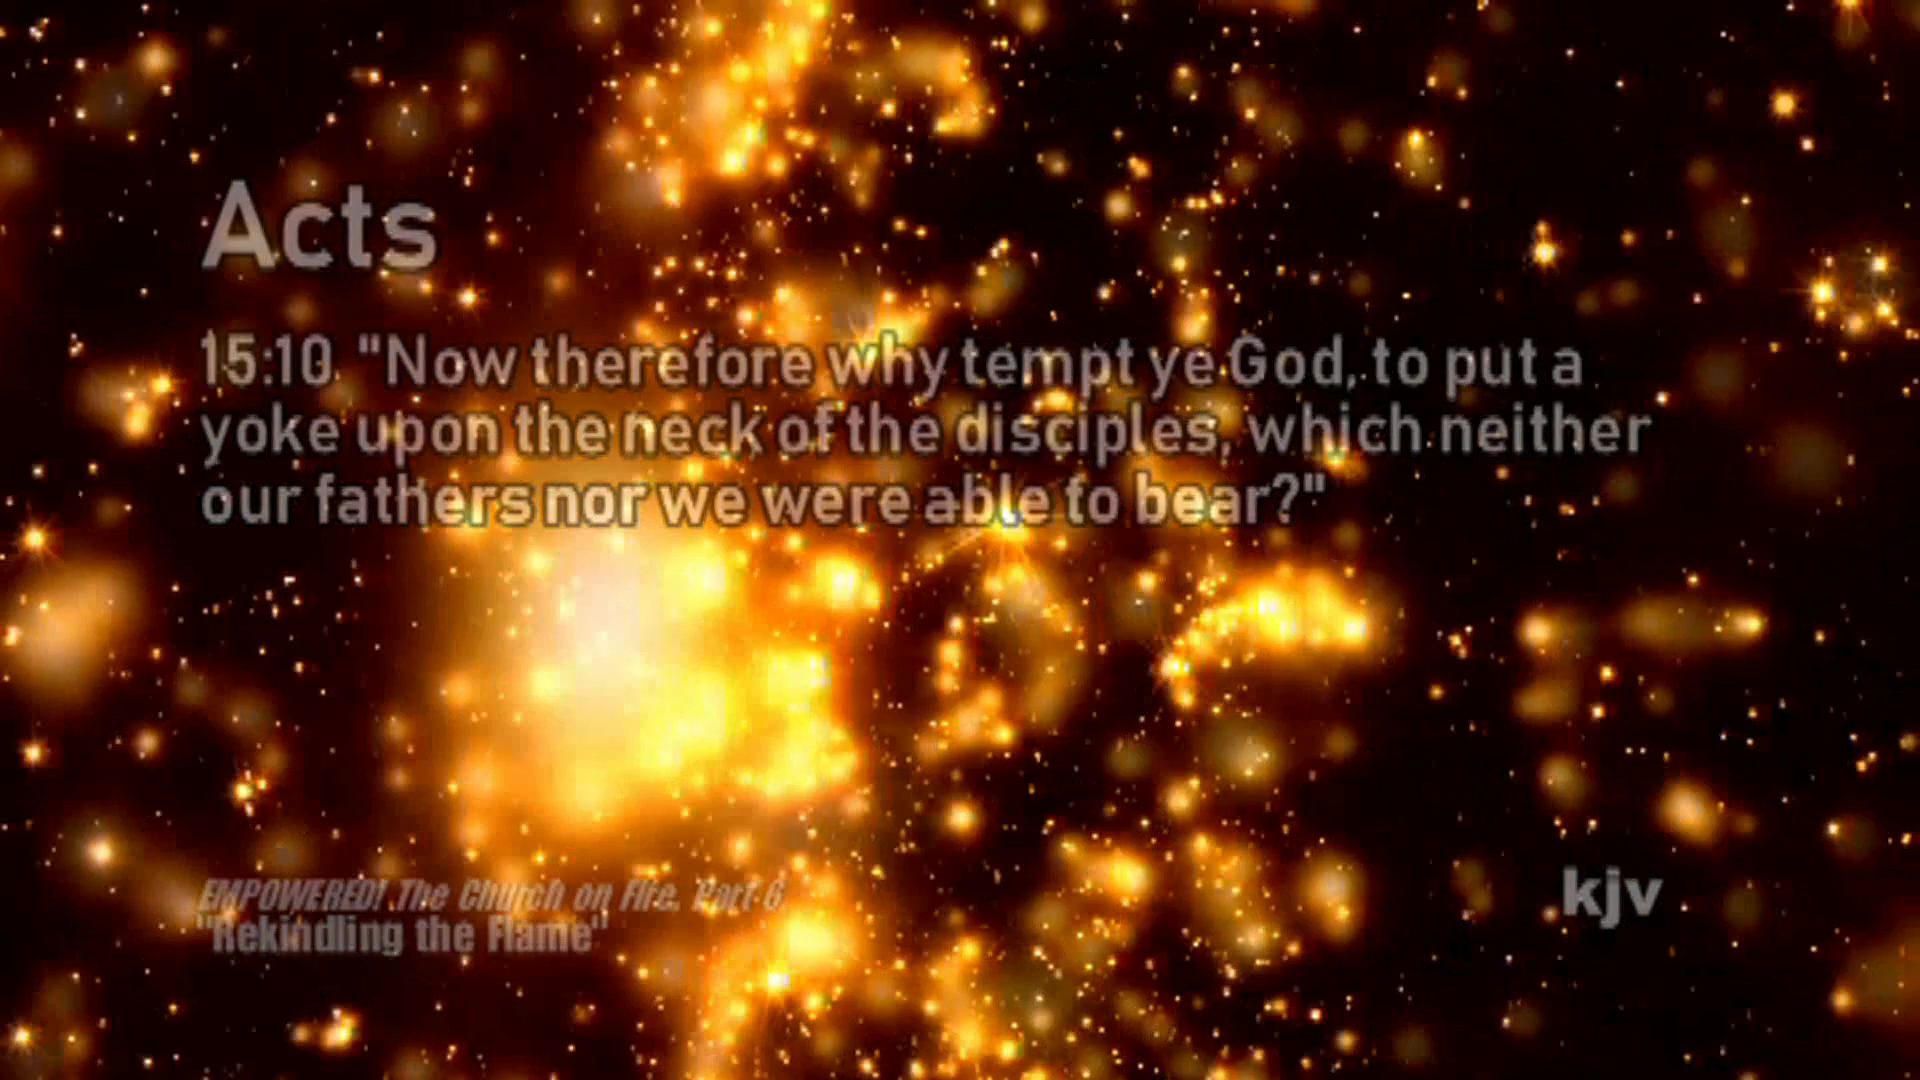 Acts
15:10. "Now therefore why tempt ye God, to put a
yoke upon the neck of the disciples, which neither
our fathers nor we were able to bear?"
EMPOWERED! The Church on Fire. Part 6
"Rekindling the Flame"
kjv